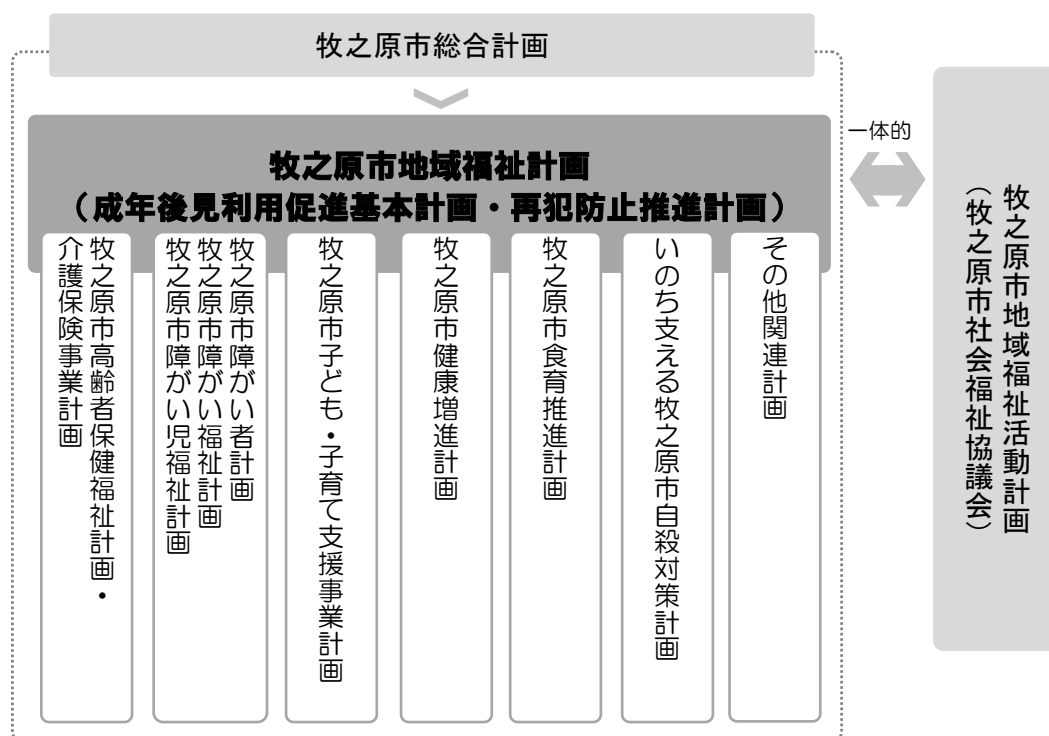 牧之原市総合計画
牧之原市地域福祉計画
（成年後見利用促進基本計画・再犯防止推進計画）
一体的
牧之原市高齢者保健福祉計画・
介護保険事業計画
牧之原市障がい者計画
牧之原市障がい福祉計画
牧之原市障がい児福祉計画
牧之原市子ども・子育て支援事業計画
牧之原市健康増進計画
牧之原市食育推進計画
いのち支える牧之原市自殺対策計画
その他関連計画
牧之原市地域福祉活動計画
（牧之原市社会福祉協議会）